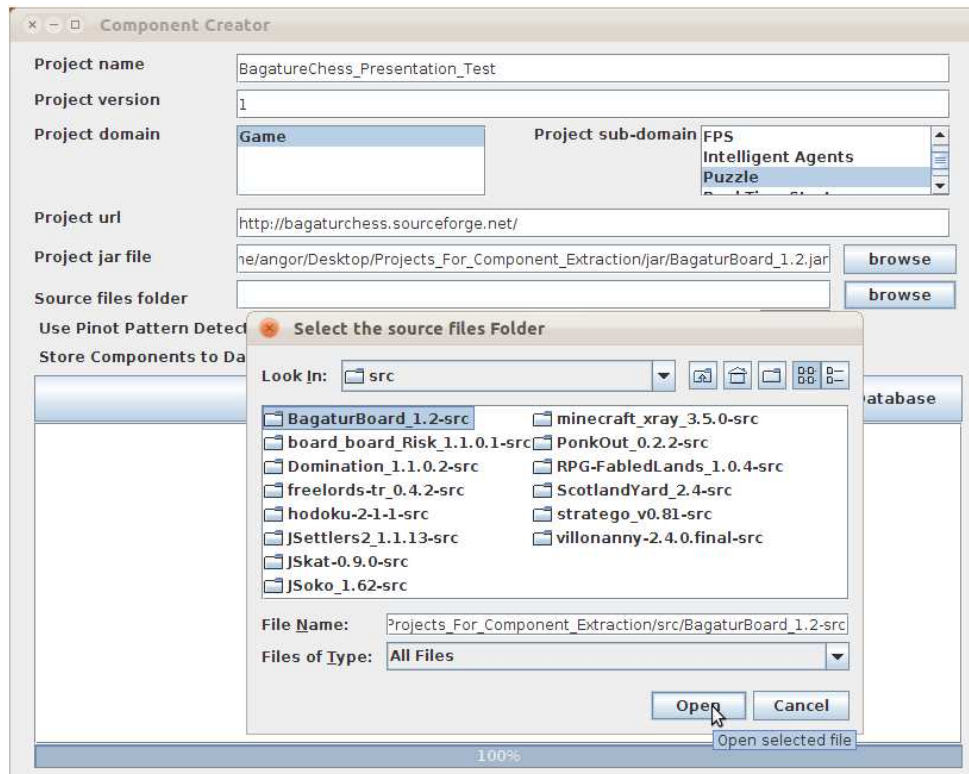 Component Creator
Project name
BagatureChess_Presentation_Test
Project version
1
Project domain
Game
Project sub-domain
FPS
Intelligent Agents
Puzzle
Project url
http://bagaturchess.sourceforge.net/
Project jar file
ne/angor/Desktop/Projects_For_Component_Extraction/jar/BagaturBoard_1.2.jar
browse
Source files folder
browse
Use Pinot Pattern Detect
Store Components to Da
atabase
Select the source files Folder
Look In:
src
BagaturBoard_1.2-src
board_board_Risk_1.1.0.1-src
Domination_1.1.0.2-src
freelords-tr_0.4.2-src
hodoku-2-1-1-src
JSettlers2_1.1.13-src
JSkat-0.9.0-src
JSoko_1.62-src
minecraft_xray_3.5.0-src
PonkOut_0.2.2-src
RPG-FabledLands_1.0.4-src
ScotlandYard_2.4-src
stratego_v0.81-src
villonanny-2.4.0.final-src
File Name:
Projects_For_Component_Extraction/src/BagaturBoard_1.2-src
Files of Type:
All Files
Open
Cancel
Open selected file
100%